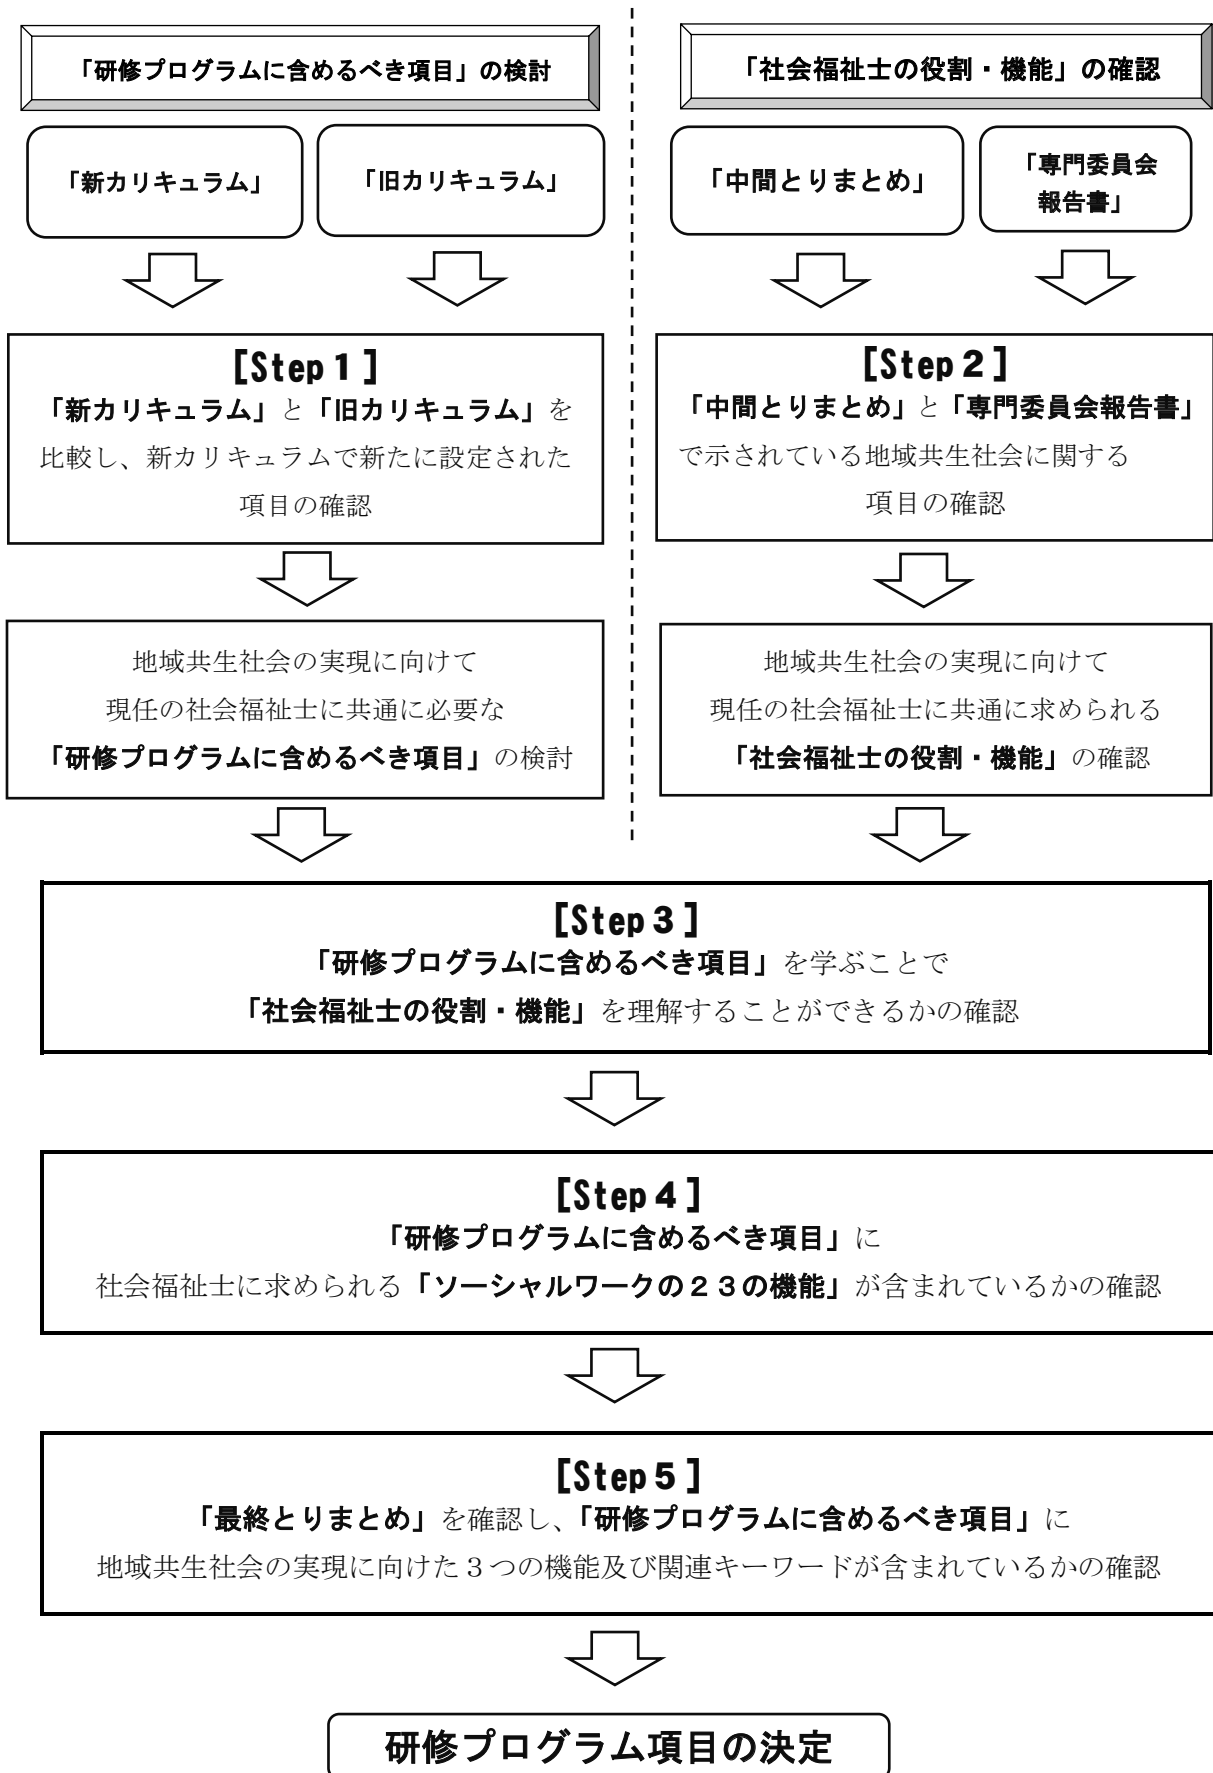 「研修プログラムに含めるべき項目」の検討
「新カリキュラム」
「旧カリキュラム」
[Step１]
「新カリキュラム」と「旧カリキュラム」を
比較し、新カリキュラムで新たに設定された
項目の確認
地域共生社会の実現に向けて
現任の社会福祉士に共通に必要な
「研修プログラムに含めるべき項目」の検討
「社会福祉士の役割・機能」の確認
「中間とりまとめ」
「専門委員会
報告書」
[Step２]
「中間とりまとめ」と「専門委員会報告書」
で示されている地域共生社会に関する
項目の確認
地域共生社会の実現に向けて
現任の社会福祉士に共通に求められる
「社会福祉士の役割・機能」の確認
[Step３]
「研修プログラムに含めるべき項目」を学ぶことで
「社会福祉士の役割・機能」を理解することができるかの確認
[Step４]
「研修プログラムに含めるべき項目」に
社会福祉士に求められる「ソーシャルワークの２３の機能」が含まれているかの確認
[Step５]
「最終とりまとめ」を確認し、「研修プログラムに含めるべき項目」に
地域共生社会の実現に向けた３つの機能及び関連キーワードが含まれているかの確認
研修プログラム項目の決定